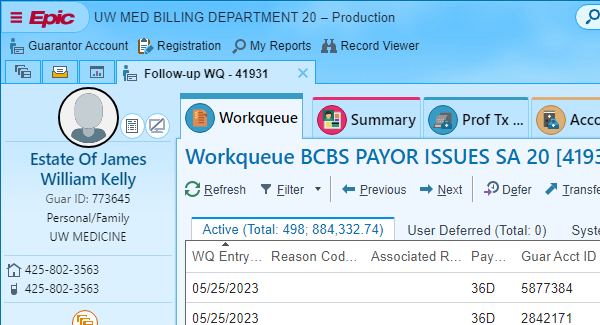 Epic UW MED BILLING DEPARTMENT 20 – Production
Guarantor Account Registration My Reports Record Viewer
Follow-up WQ - 41931
Estate Of James
William Kelly
Guar ID: 773645
Personal/Family
UW MEDICINE
425-802-3563
425-802-3563
Workqueue Summary Prof Tx ... Acco
Workqueue BCBS PAYOR ISSUES SA 20 [4193
Refresh Filter Previous Next Defer Transfe
Active (Total: 498; 884,332.74) User Deferred (Total: 0) Syste
WQ Entry... Reason Cod... Associated R... Pay... Guar Acct ID
05/25/2023 36D 5877384
05/25/2023 36D 2842171